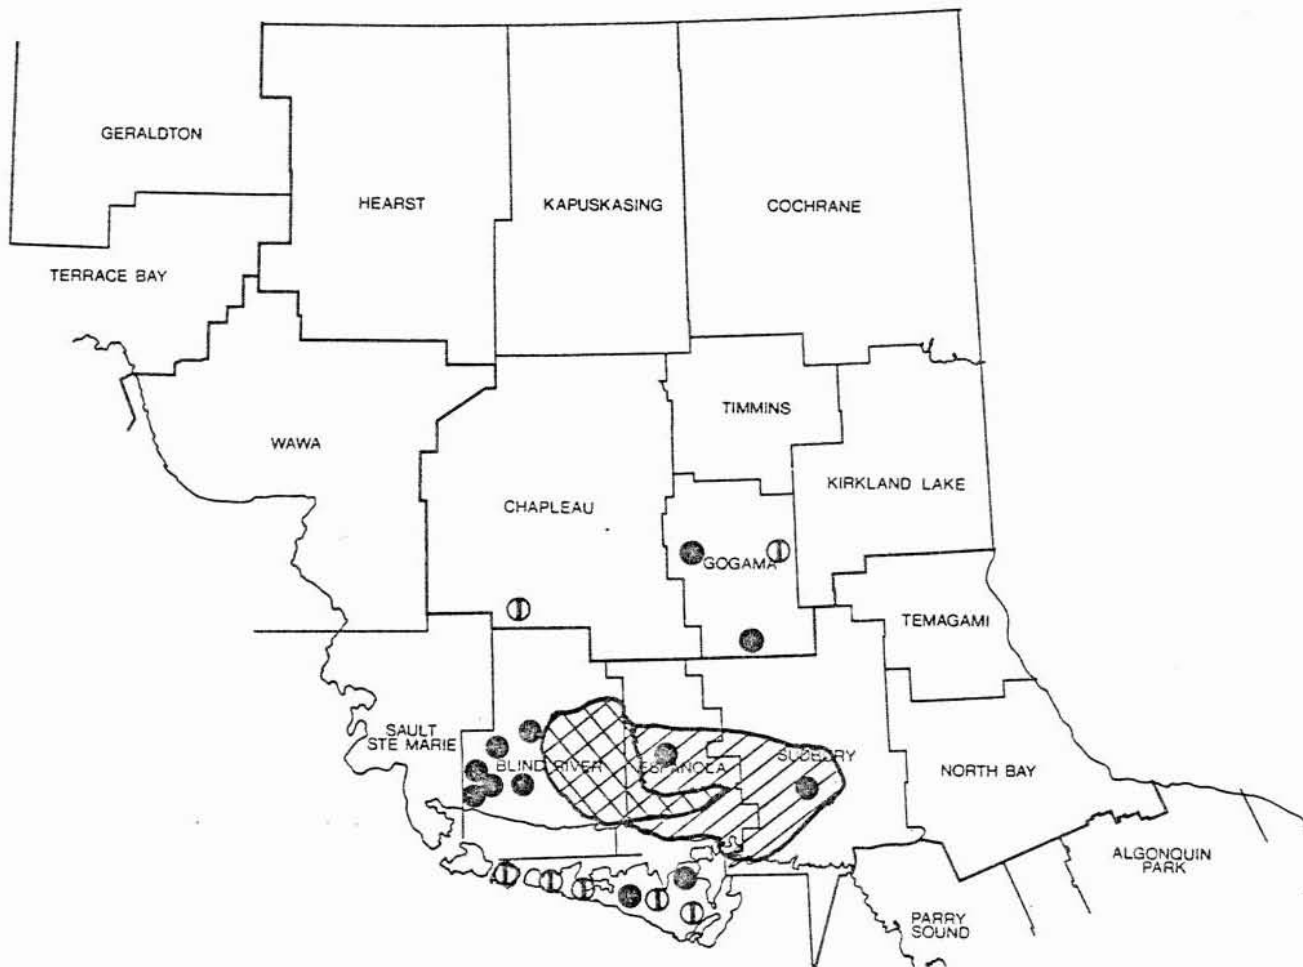 GERALDTON
HEARST
KAPUSKASING
COCHRANE
TERRACE BAY
TIMMINS
WAWA
KIRKLAND LAKE
CHAPLEAU
GOGAMA
TEMAGAMI
SAULT
STE MARIE
BLIND RIVER
ESPANOLA
SUDBURY
NORTH BAY
ALGONQUIN
PARK
PARRY
SOUND